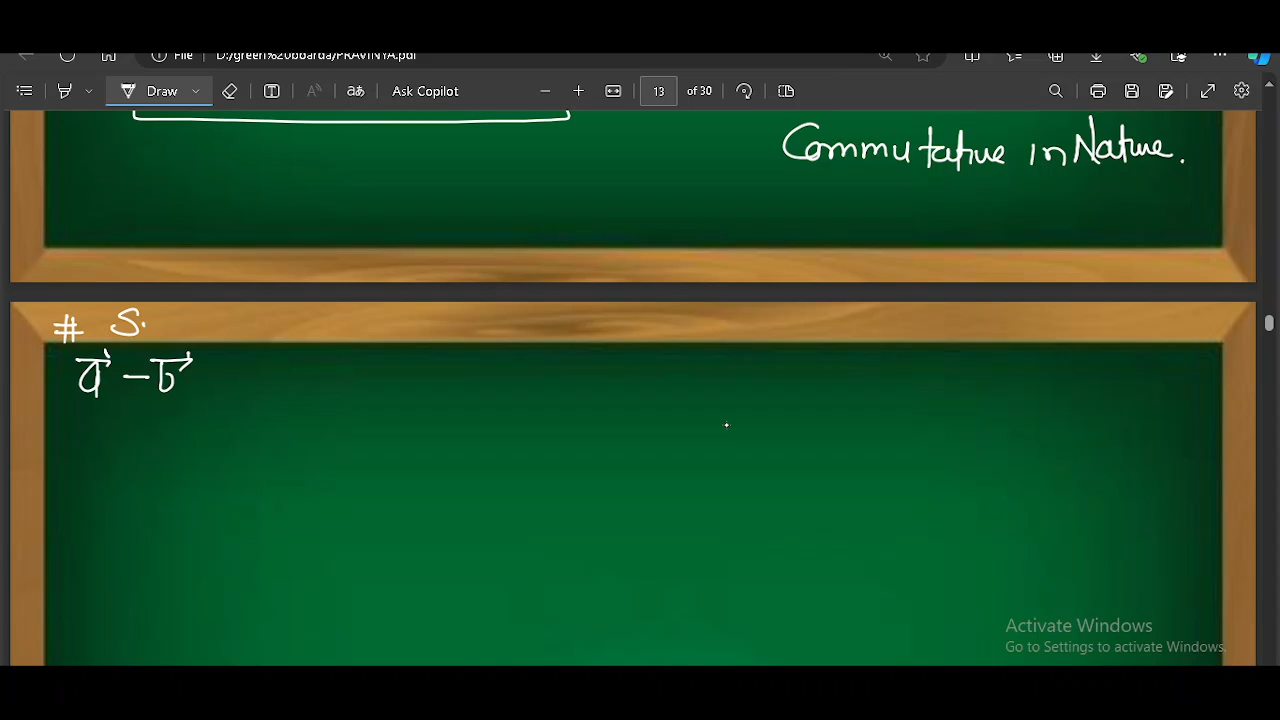 File D:/green%20boarda/PRAVINYA.pdf
Draw Ask Copilot 13 of 30
Commutative in Nature.
# S.
a⃗ - b⃗
Activate Windows
Go to Settings to activate Windows.